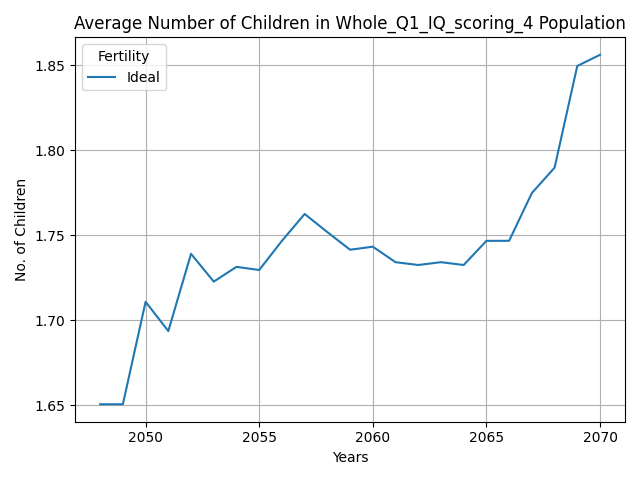 Average Number of Children in Whole_Q1_IQ_scoring_4 Population
Fertility
Ideal
No. of Children
1.85
1.80
1.75
1.70
1.65
2050 2055 2060 2065 2070
Years